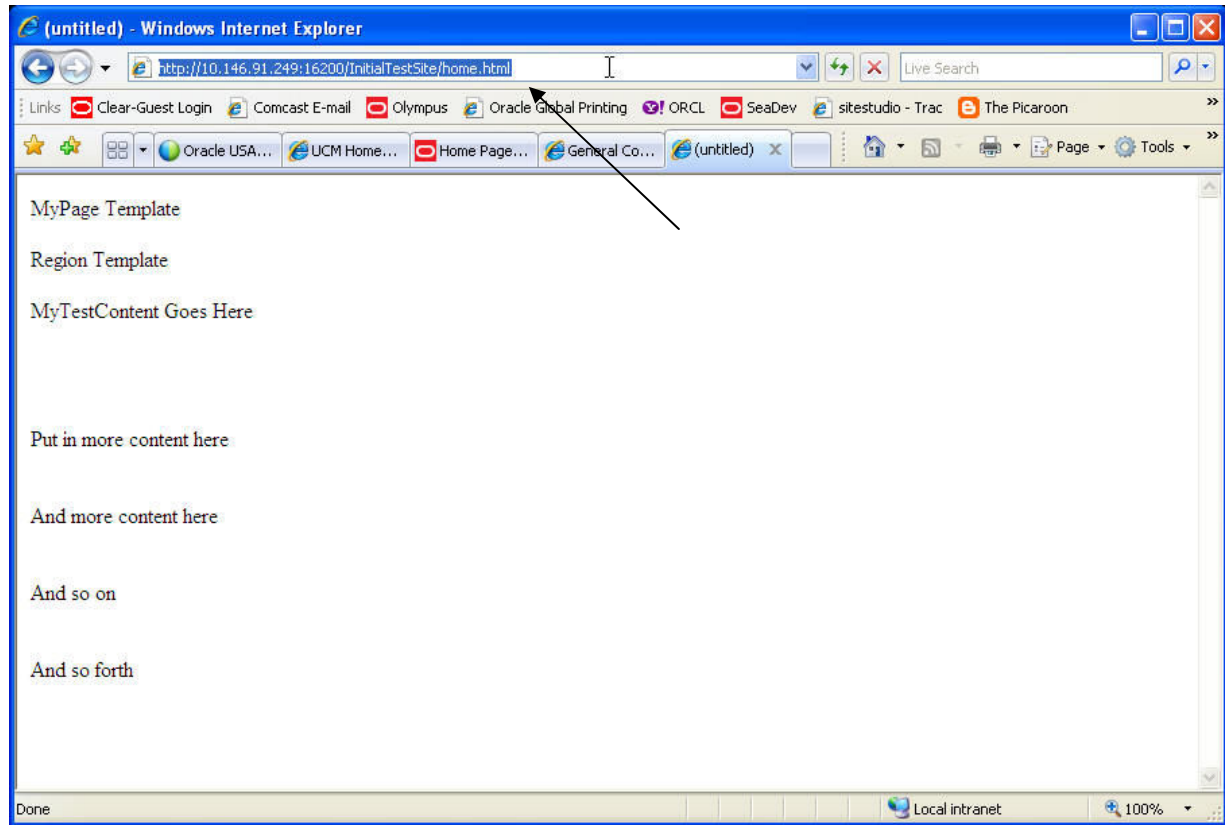 (untitled) - Windows Internet Explorer
http://10.146.91.249:16200/InitialTestSite/home.html
Live Search
Links Clear-Guest Login Comcast E-mail Olympus Oracle Global Printing ORCL SeaDev sitestudio - Trac The Picaroon »
Oracle USA... UCM Home... Home Page... General Co... (untitled) Page Tools »
MyPage Template
Region Template
MyTestContent Goes Here
Put in more content here
And more content here
And so on
And so forth
Done Local intranet 100%